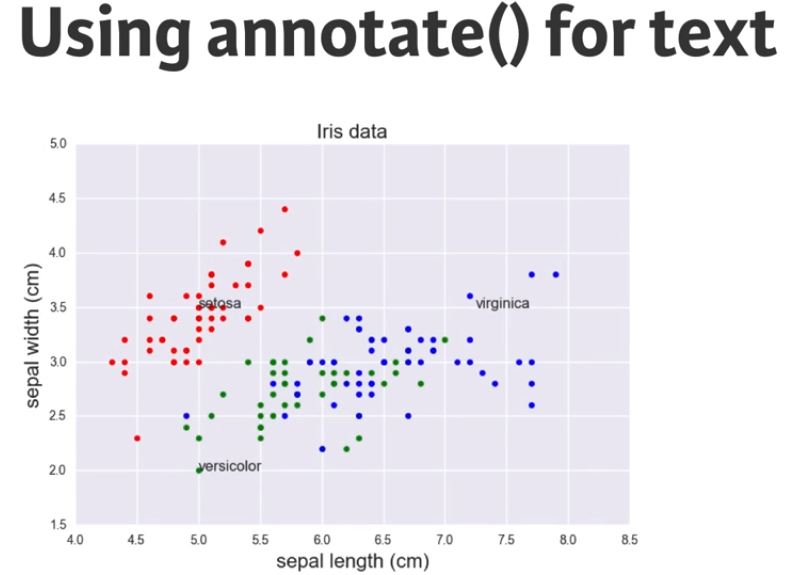 Using annotate() for text
Iris data
5.0
4.5
4.0
3.5
3.0
2.5
2.0
1.5
sepal width (cm)
setosa
virginica
versicolor
4.0 4.5 5.0 5.5 6.0 6.5 7.0 7.5 8.0 8.5
sepal length (cm)